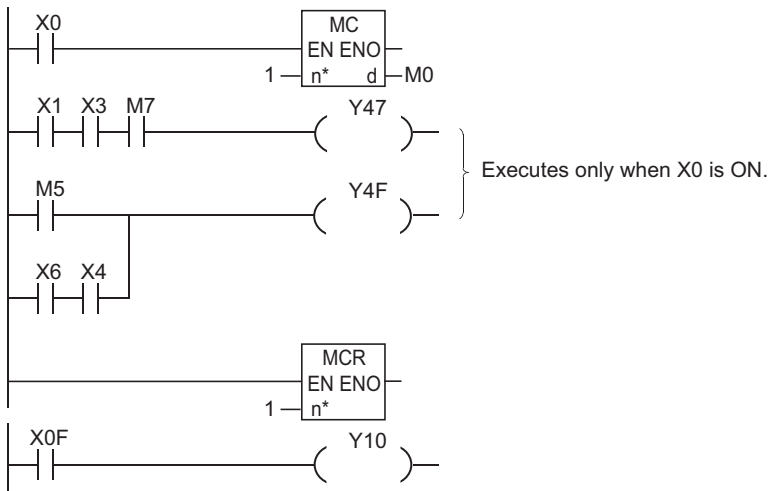 X0
MC
EN ENO
1 n* d M0
X1 X3 M7 Y47
Executes only when X0 is ON.
M5 Y4F
X6 X4
MCR
EN ENO
1 n*
X0F Y10